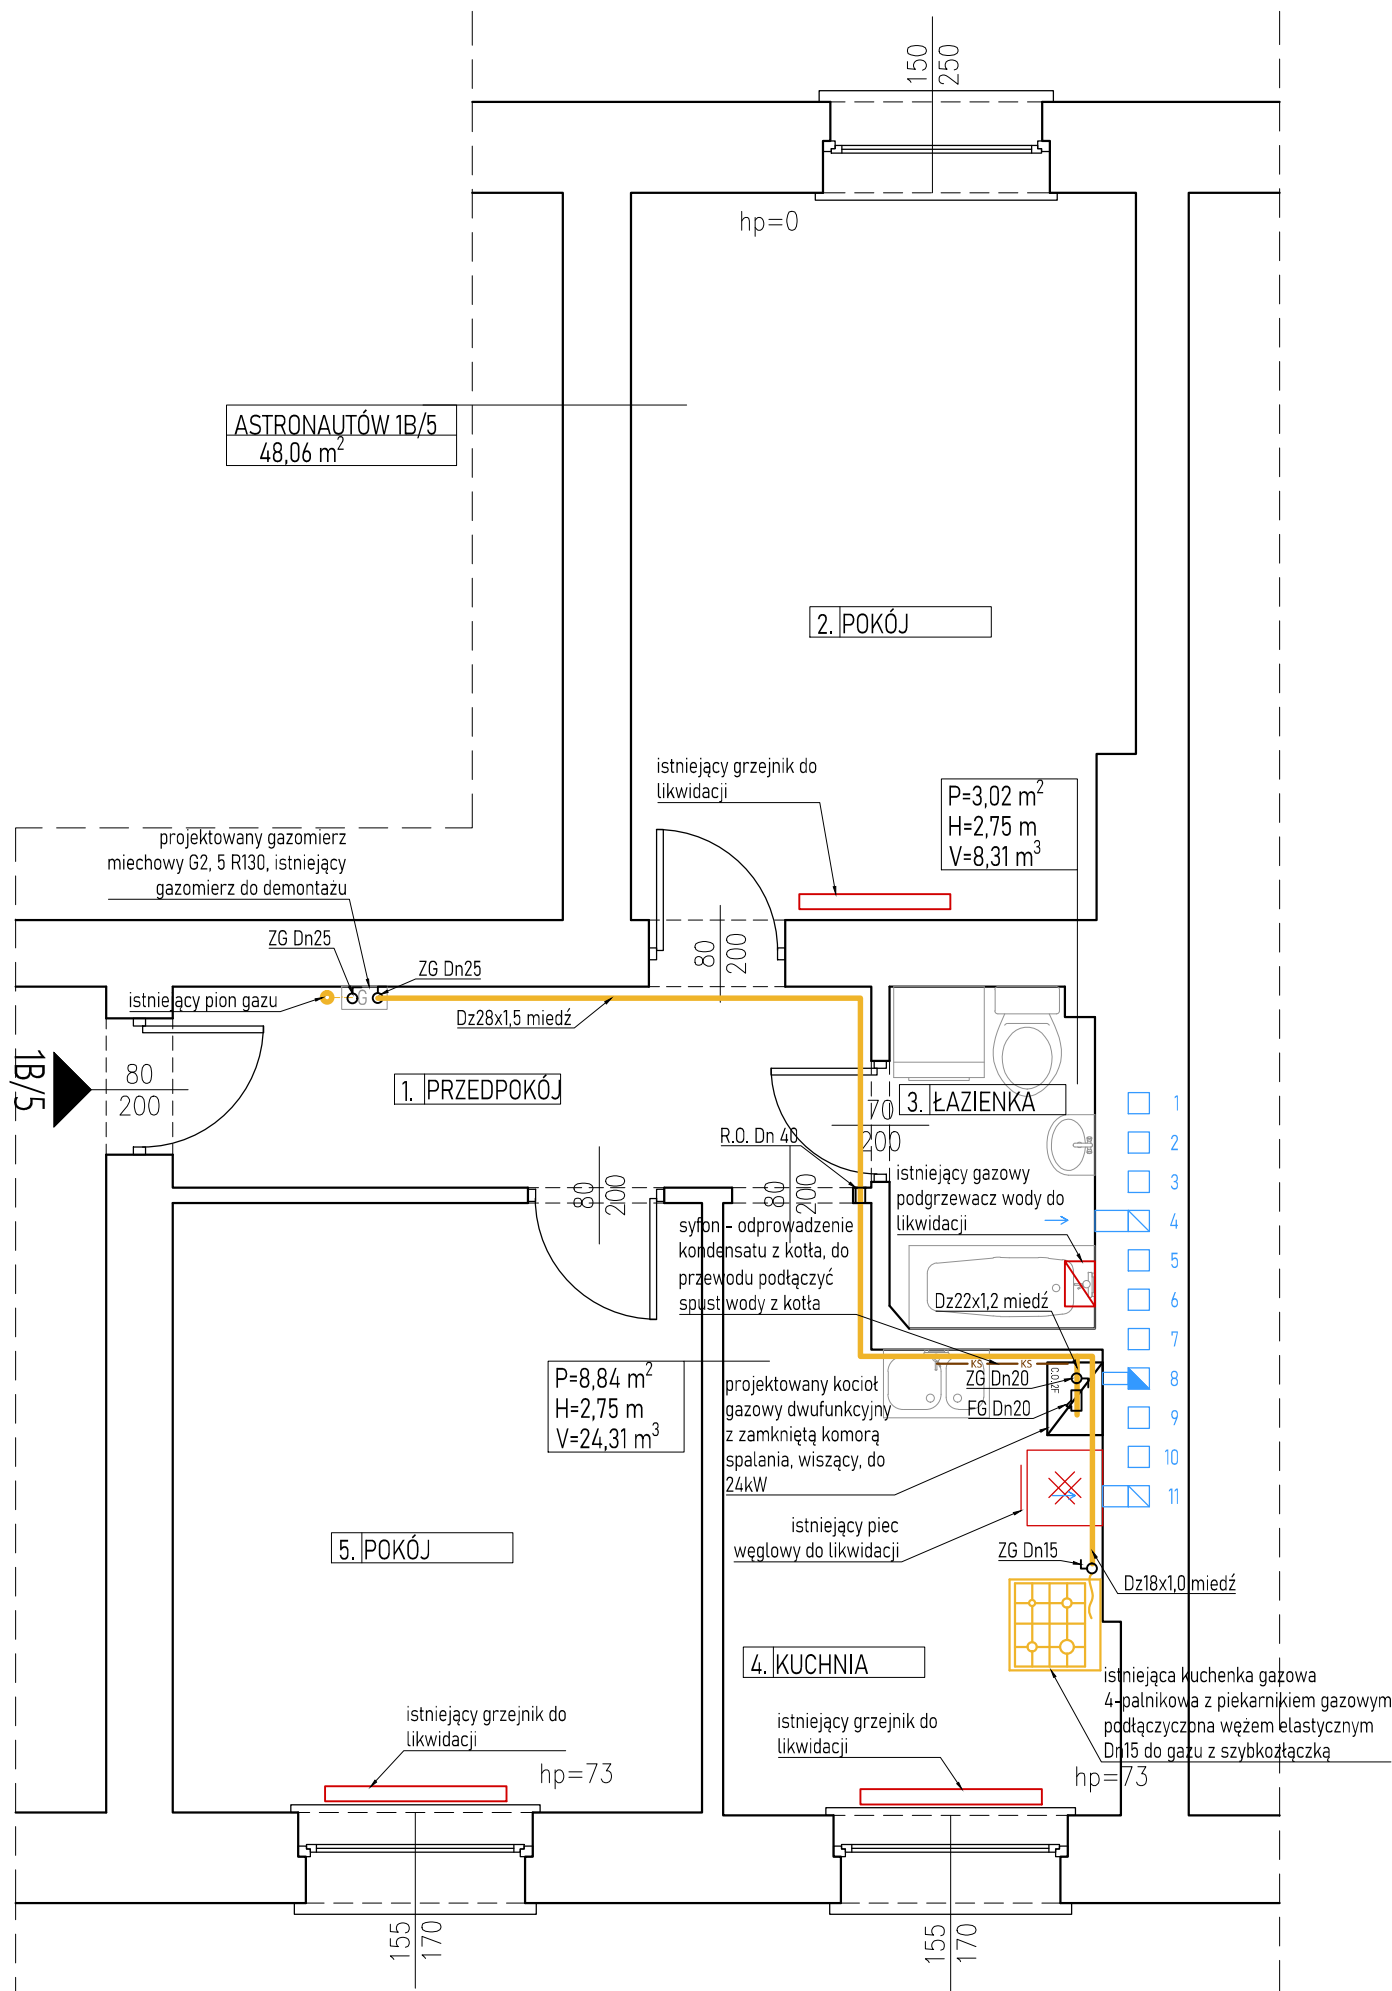 150
250
hp=0
ASTRONAUTÓW 1B/5
48,06 m²
2. POKÓJ
istniejący grzejnik do
likwidacji
P=3,02 m²
H=2,75 m
V=8,31 m³
projektowany gazomierz
miechowy G2, 5 R130, istniejący
gazomierz do demontażu
ZG Dn25
ZG Dn25
G
istniejący pion gazu
Dz28x1,5 miedź
80
200
1B/5
80
200
1. PRZEDPOKÓJ
70
200
3. ŁAZIENKA
R.O. Dn 40
80
200
80
200
istniejący gazowy
podgrzewacz wody do
likwidacji
syfon - odprowadzenie
kondensatu z kotła, do
przewodu podłączyć
spust wody z kotła
Dz22x1,2 miedź
1
2
3
4
5
6
7
8
9
10
11
KS
KS
ZG Dn20
FG Dn20
P=8,84 m²
H=2,75 m
V=24,31 m³
projektowany kocioł
gazowy dwufunkcyjny
z zamkniętą komorą
spalania, wiszący, do
24kW
istniejący piec
węglowy do likwidacji
ZG Dn15
Dz18x1,0 miedź
5. POKÓJ
4. KUCHNIA
istniejąca kuchenka gazowa
4-palnikowa z piekarnikiem gazowym
podłączyczona wężem elastycznym
Dn15 do gazu z szybkozłączką
istniejący grzejnik do
likwidacji
istniejący grzejnik do
likwidacji
hp=73
hp=73
155
170
155
170